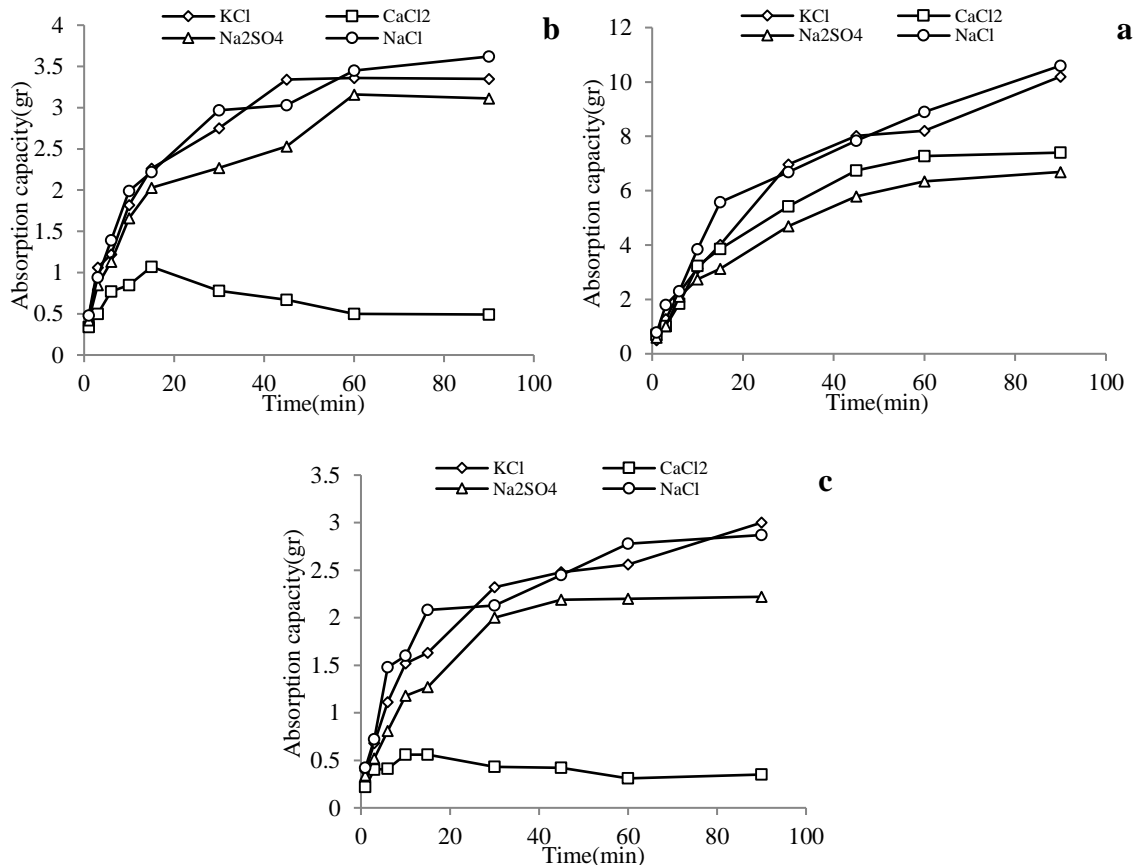 KCl CaCl2
Na2SO4 NaCl
b
4
3.5
3
2.5
2
1.5
1
0.5
0
Absorption capacity(gr)
0 20 40 60 80 100
Time(min)
KCl CaCl2
Na2SO4 NaCl
a
12
10
8
6
4
2
0
Absorption capacity(gr)
0 20 40 60 80 100
Time(min)
KCl CaCl2
Na2SO4 NaCl
c
3.5
3
2.5
2
1.5
1
0.5
0
Absorption capacity(gr)
0 20 40 60 80 100
Time(min)